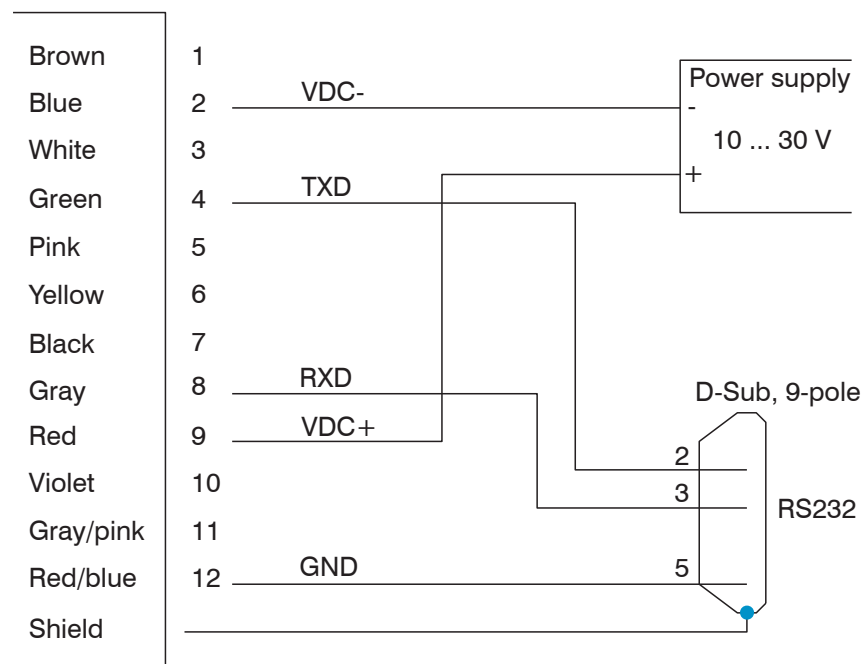 Brown 1
Blue 2 VDC-
White 3
Green 4 TXD
Pink 5
Yellow 6
Black 7
Gray 8 RXD
Red 9 VDC+
Violet 10
Gray/pink 11
Red/blue 12 GND
Shield
Power supply
-
10 ... 30 V
+
D-Sub, 9-pole
2
3
RS232
5